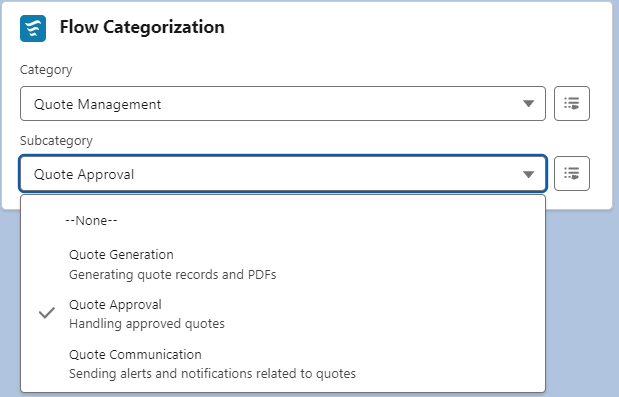 Flow Categorization
Category
Quote Management
Subcategory
Quote Approval
--None--
Quote Generation
Generating quote records and PDFs
Quote Approval
Handling approved quotes
Quote Communication
Sending alerts and notifications related to quotes